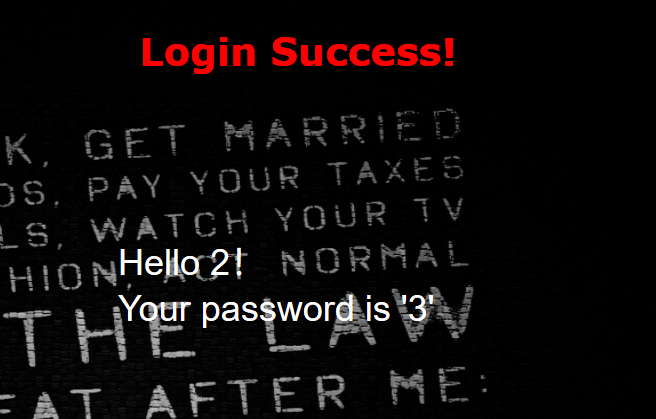 Login Success!
K, GET MARRIED
DS, PAY YOUR TAXES
LS, WATCH YOUR TV
HION, ACT NORMAL
Hello 2!
Your password is '3'
THE LAW
EAT AFTER ME: